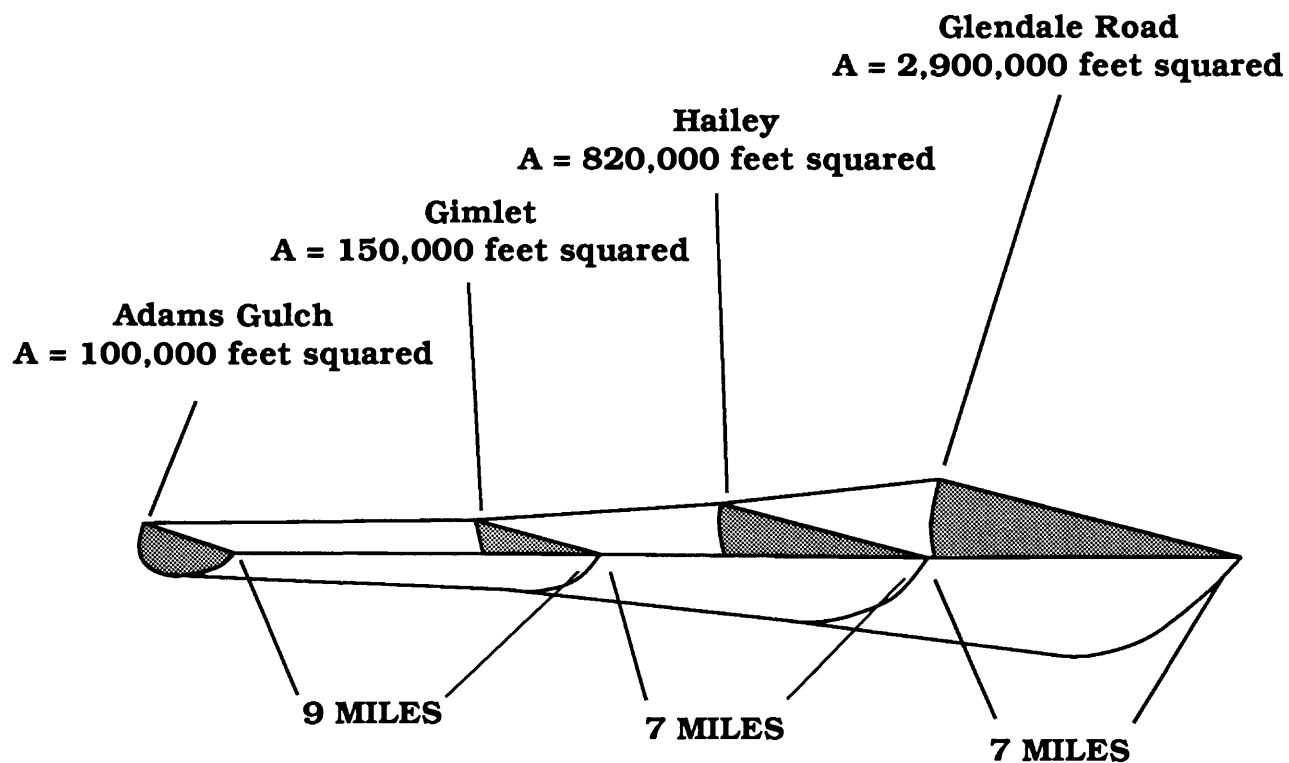 Glendale Road
A = 2,900,000 feet squared
Hailey
A = 820,000 feet squared
Gimlet
A = 150,000 feet squared
Adams Gulch
A = 100,000 feet squared
9 MILES
7 MILES
7 MILES